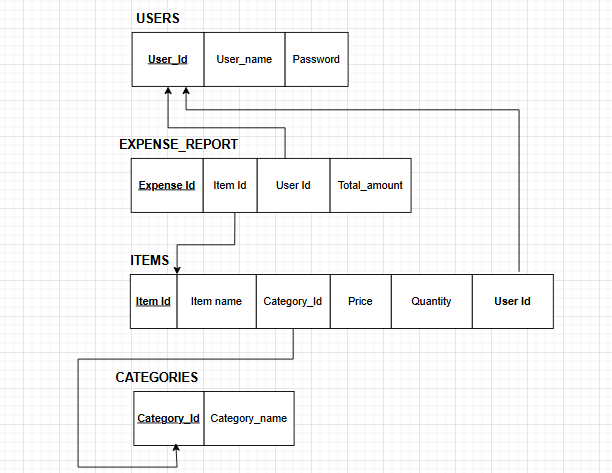 USERS
User_Id User_name Password
EXPENSE_REPORT
Expense Id Item Id User Id Total_amount
ITEMS
Item Id Item name Category_Id Price Quantity User Id
CATEGORIES
Category_Id Category_name